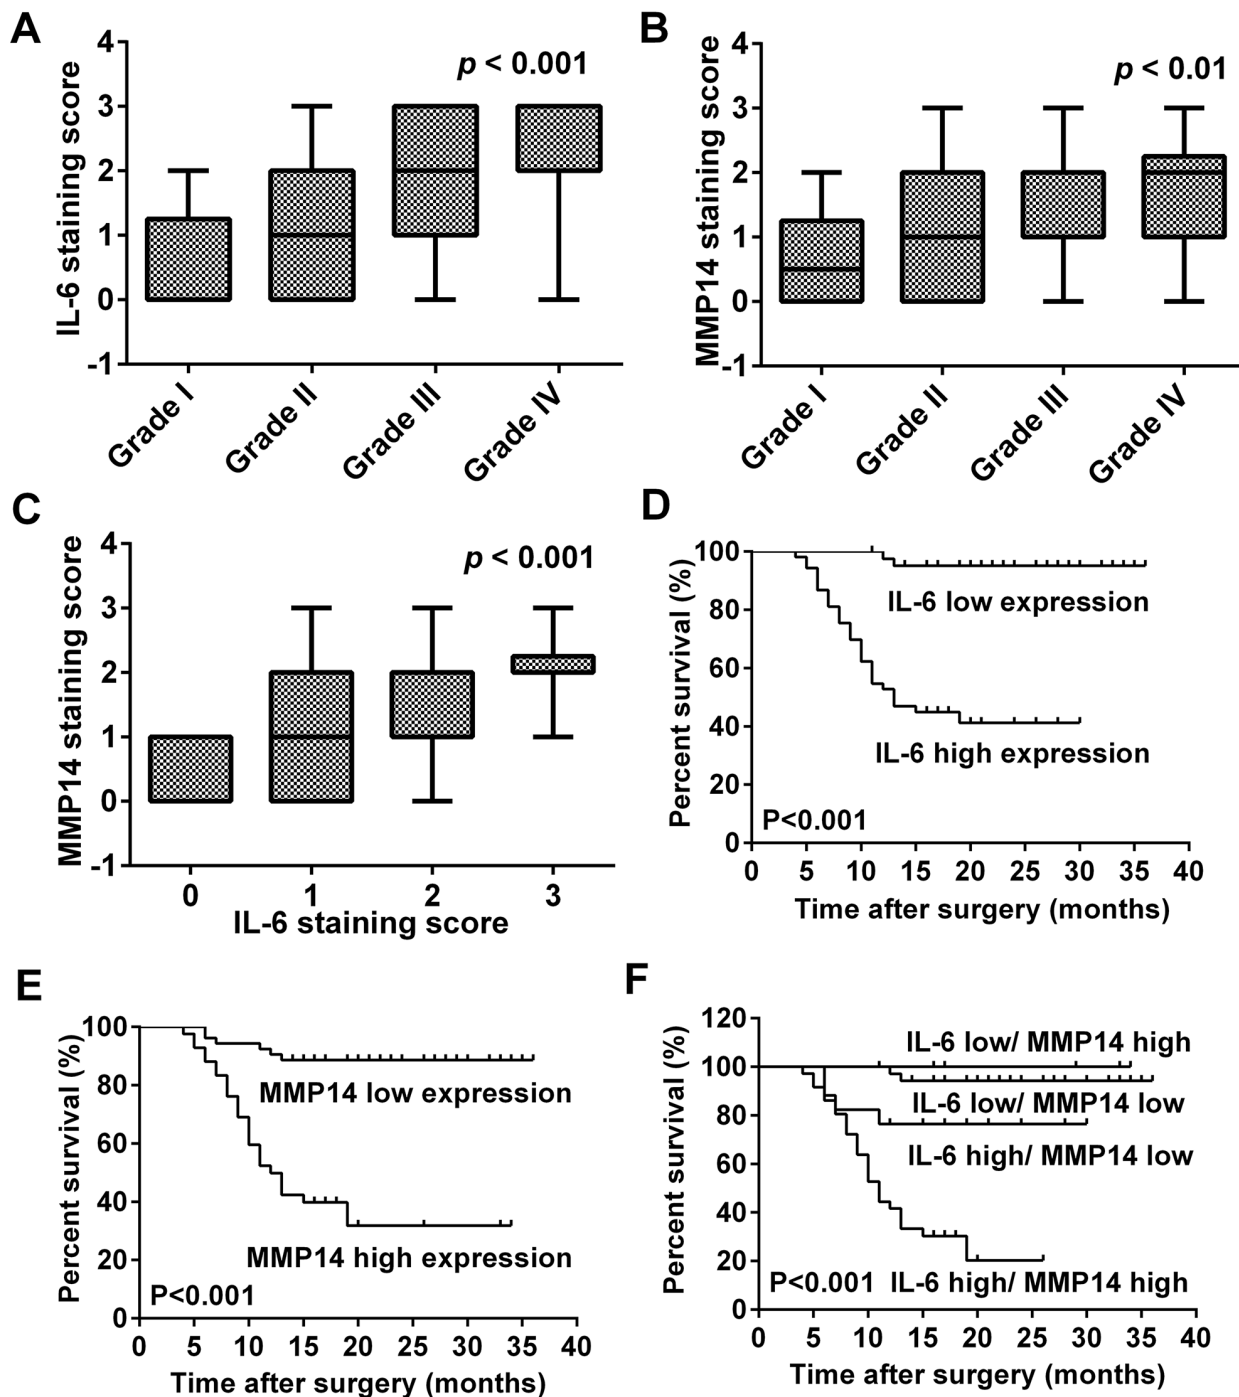 A
IL-6 staining score
4
3
2
1
0
-1
p < 0.001
Grade I
Grade II
Grade III
Grade IV
B
MMP14 staining score
4
3
2
1
0
-1
p < 0.01
Grade I
Grade II
Grade III
Grade IV
C
MMP14 staining score
4
3
2
1
0
-1
p < 0.001
0 1 2 3
IL-6 staining score
D
Percent survival (%)
100
80
60
40
20
0
IL-6 low expression
IL-6 high expression
P<0.001
0 5 10 15 20 25 30 35 40
Time after surgery (months)
E
Percent survival (%)
100
80
60
40
20
0
MMP14 low expression
MMP14 high expression
P<0.001
0 5 10 15 20 25 30 35 40
Time after surgery (months)
F
Percent survival (%)
120
100
80
60
40
20
0
IL-6 low/ MMP14 high
IL-6 low/ MMP14 low
IL-6 high/ MMP14 low
P<0.001 IL-6 high/ MMP14 high
0 5 10 15 20 25 30 35 40
Time after surgery (months)